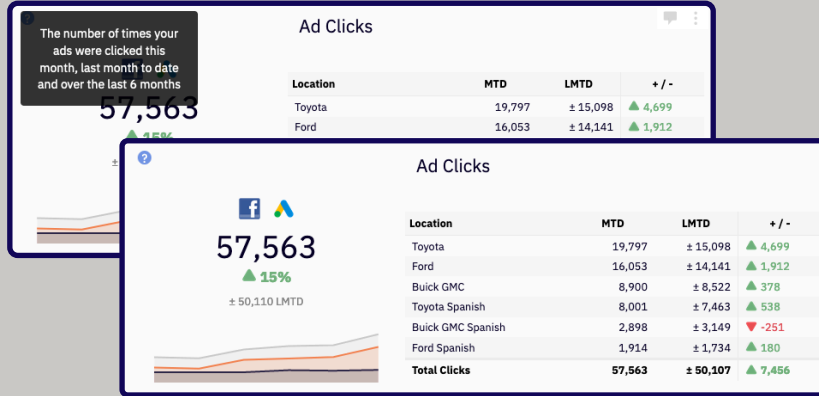 The number of times your
ads were clicked this
month, last month to date
and over the last 6 months
Ad Clicks
57,563
15%
±
Location MTD LMTD + / -
Toyota 19,797 ± 15,098 4,699
Ford 16,053 ± 14,141 1,912
?
Ad Clicks
f
57,563
15%
± 50,110 LMTD
Location MTD LMTD + / -
Toyota 19,797 ± 15,098 4,699
Ford 16,053 ± 14,141 1,912
Buick GMC 8,900 ± 8,522 378
Toyota Spanish 8,001 ± 7,463 538
Buick GMC Spanish 2,898 ± 3,149 -251
Ford Spanish 1,914 ± 1,734 180
Total Clicks 57,563 ± 50,107 7,456